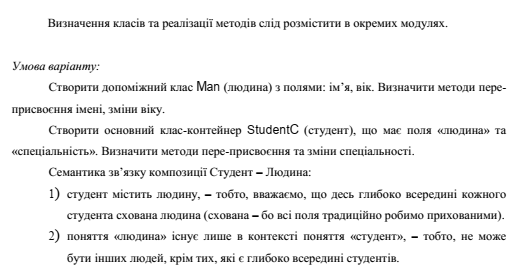 Визначення класів та реалізації методів слід розмістити в окремих модулях.
Умова варіанту:
Створити допоміжний клас Man (людина) з полями: ім’я, вік. Визначити методи пере-
присвоєння імені, зміни віку.
Створити основний клас-контейнер StudentC (студент), що має поля «людина» та
«спеціальність». Визначити методи пере-присвоєння та зміни спеціальності.
Семантика зв’язку композиції Студент – Людина:
1) студент містить людину, – тобто, вважаємо, що десь глибоко всередині кожного
студента схована людина (схована – бо всі поля традиційно робимо прихованими).
2) поняття «людина» існує лише в контексті поняття «студент», – тобто, не може
бути інших людей, крім тих, які є глибоко всередині студентів.